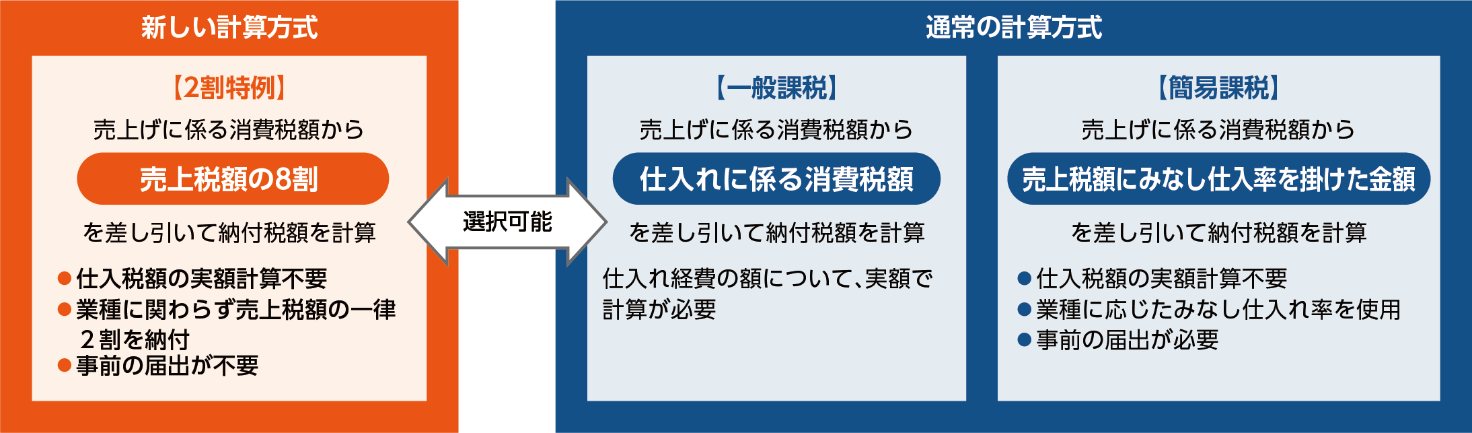 新しい計算方式
【2割特例】
売上げに係る消費税額から
売上税額の8割
を差し引いて納付税額を計算
●仕入税額の実額計算不要
●業種に関わらず売上税額の一律
２割を納付
●事前の届出が不要
選択可能
通常の計算方式
【一般課税】
売上げに係る消費税額から
仕入れに係る消費税額
を差し引いて納付税額を計算
仕入れ経費の額について、実額で
計算が必要
【簡易課税】
売上げに係る消費税額から
売上税額にみなし仕入率を掛けた金額
を差し引いて納付税額を計算
●仕入税額の実額計算不要
●業種に応じたみなし仕入れ率を使用
●事前の届出が必要